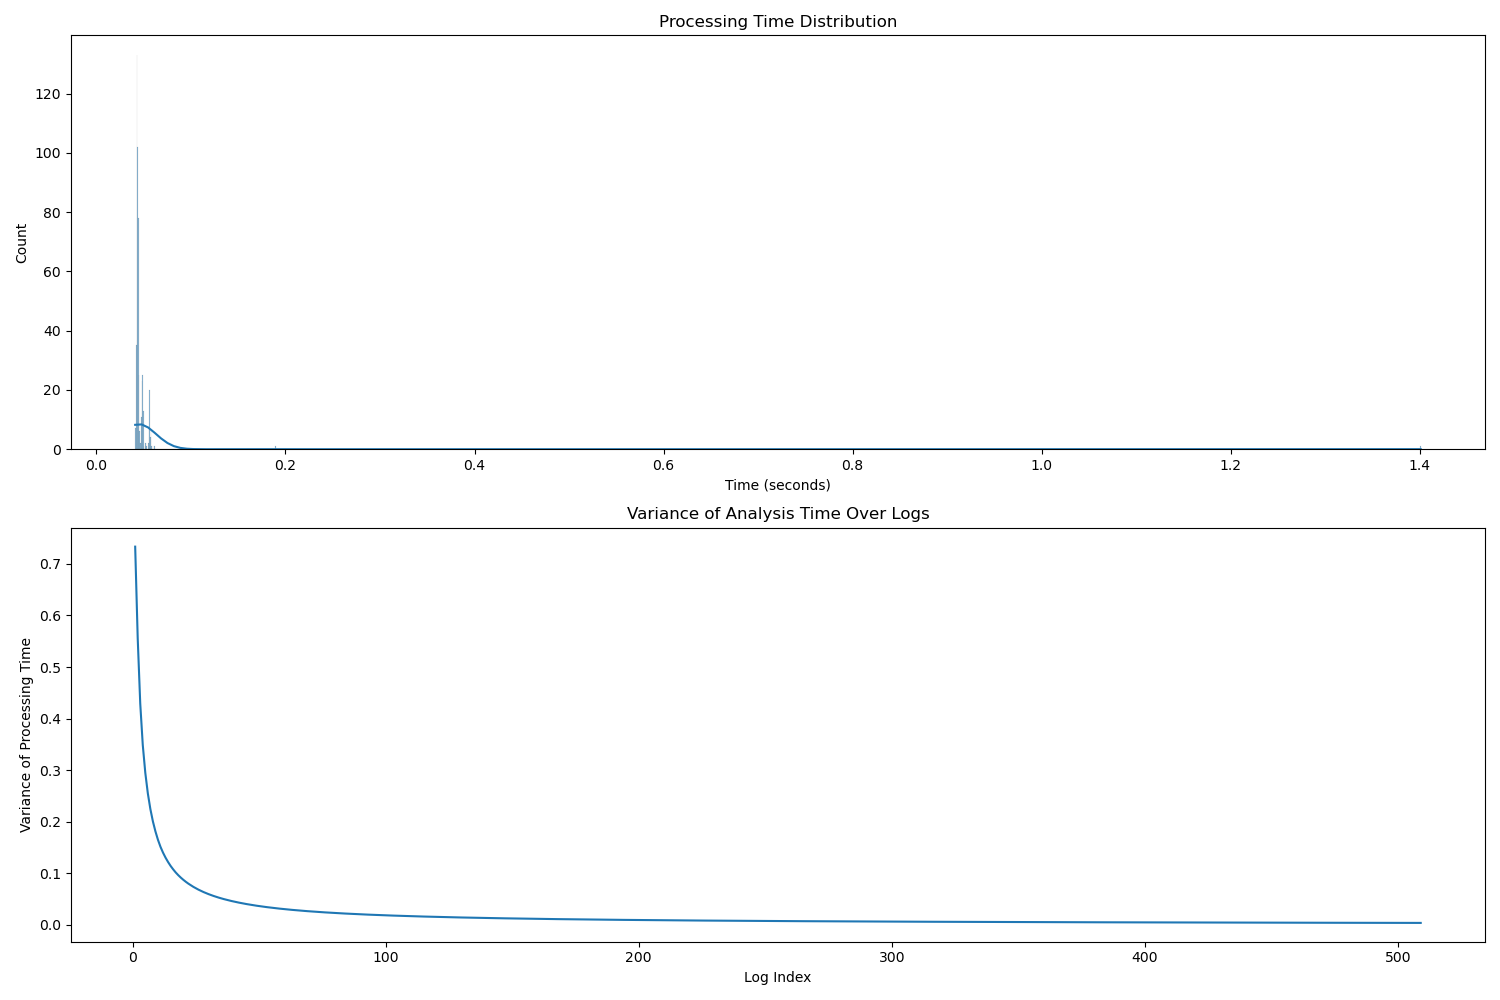 Processing Time Distribution
120
100
80
60
40
20
0
Count
0.0 0.2 0.4 0.6 0.8 1.0 1.2 1.4
Time (seconds)
Variance of Analysis Time Over Logs
0.7
0.6
0.5
0.4
0.3
0.2
0.1
0.0
Variance of Processing Time
0 100 200 300 400 500
Log Index